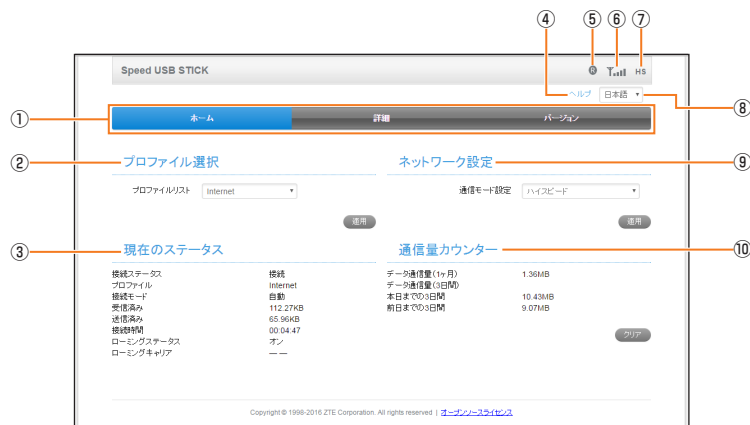 ④ ⑤ ⑥ ⑦
Speed USB STICK R HS
ヘルプ 日本語 ⑧
① ホーム 詳細 バージョン
② プロファイル選択
プロファイルリスト Internet
適用
ネットワーク設定 ⑨
通信モード設定 ハイスピード
適用
③ 現在のステータス
接続ステータス 接続
プロファイル Internet
接続モード 自動
受信済み 112.27KB
送信済み 65.96KB
接続時間 00:04:47
ローミングステータス オン
ローミングキャリア ——
通信量カウンター ⑩
データ通信量(1ヶ月) 1.36MB
データ通信量(3日間)
本日までの3日間 10.43MB
前日までの3日間 9.07MB
クリア
Copyright © 1998-2016 ZTE Corporation. All rights reserved | オープンソースライセンス